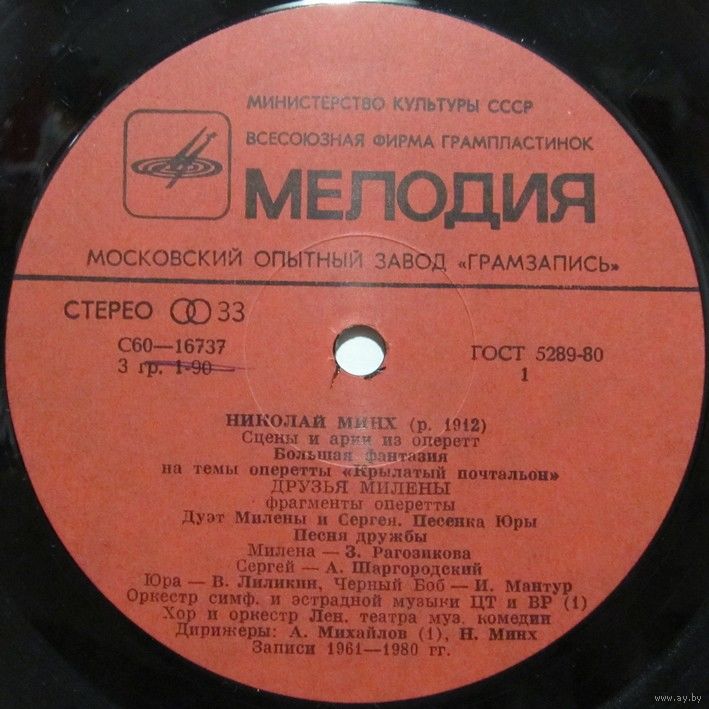 МИНИСТЕРСТВО КУЛЬТУРЫ СССР
ВСЕСОЮЗНАЯ ФИРМА ГРАМПЛАСТИНОК
МЕЛОДИЯ
МОСКОВСКИЙ ОПЫТНЫЙ ЗАВОД «ГРАМЗАПИСЬ»
СТЕРЕО 33
С60—16737
ГОСТ 5289-80
3 гр. 1-90
1
НИКОЛАЙ МИНХ (р. 1912)
Сцены и арии из оперетт
Большая фантазия
на темы оперетты «Крылатый почтальон»
ДРУЗЬЯ МИЛЕНЫ
фрагменты оперетты
Дуэт Милены и Сергея. Песенка Юры
Песня дружбы
Милена — З. Рагозикова
Сергей — А. Шаргородский
Юра — В. Лиликин, Черный Боб — И. Мантур
Оркестр симф. и эстрадной музыки ЦТ и ВР (1)
Хор и оркестр Лен. театра муз. комедии
Дирижеры: А. Михайлов (1), Н. Минх
Записи 1961—1980 гг.
www.ay.by